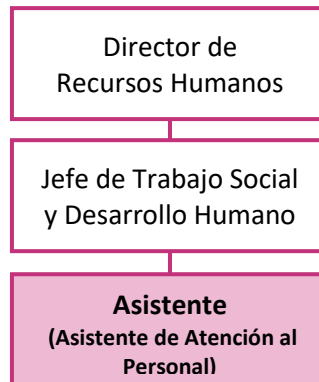 Director de
Recursos Humanos
Jefe de Trabajo Social
y Desarrollo Humano
Asistente
(Asistente de Atención al
Personal)